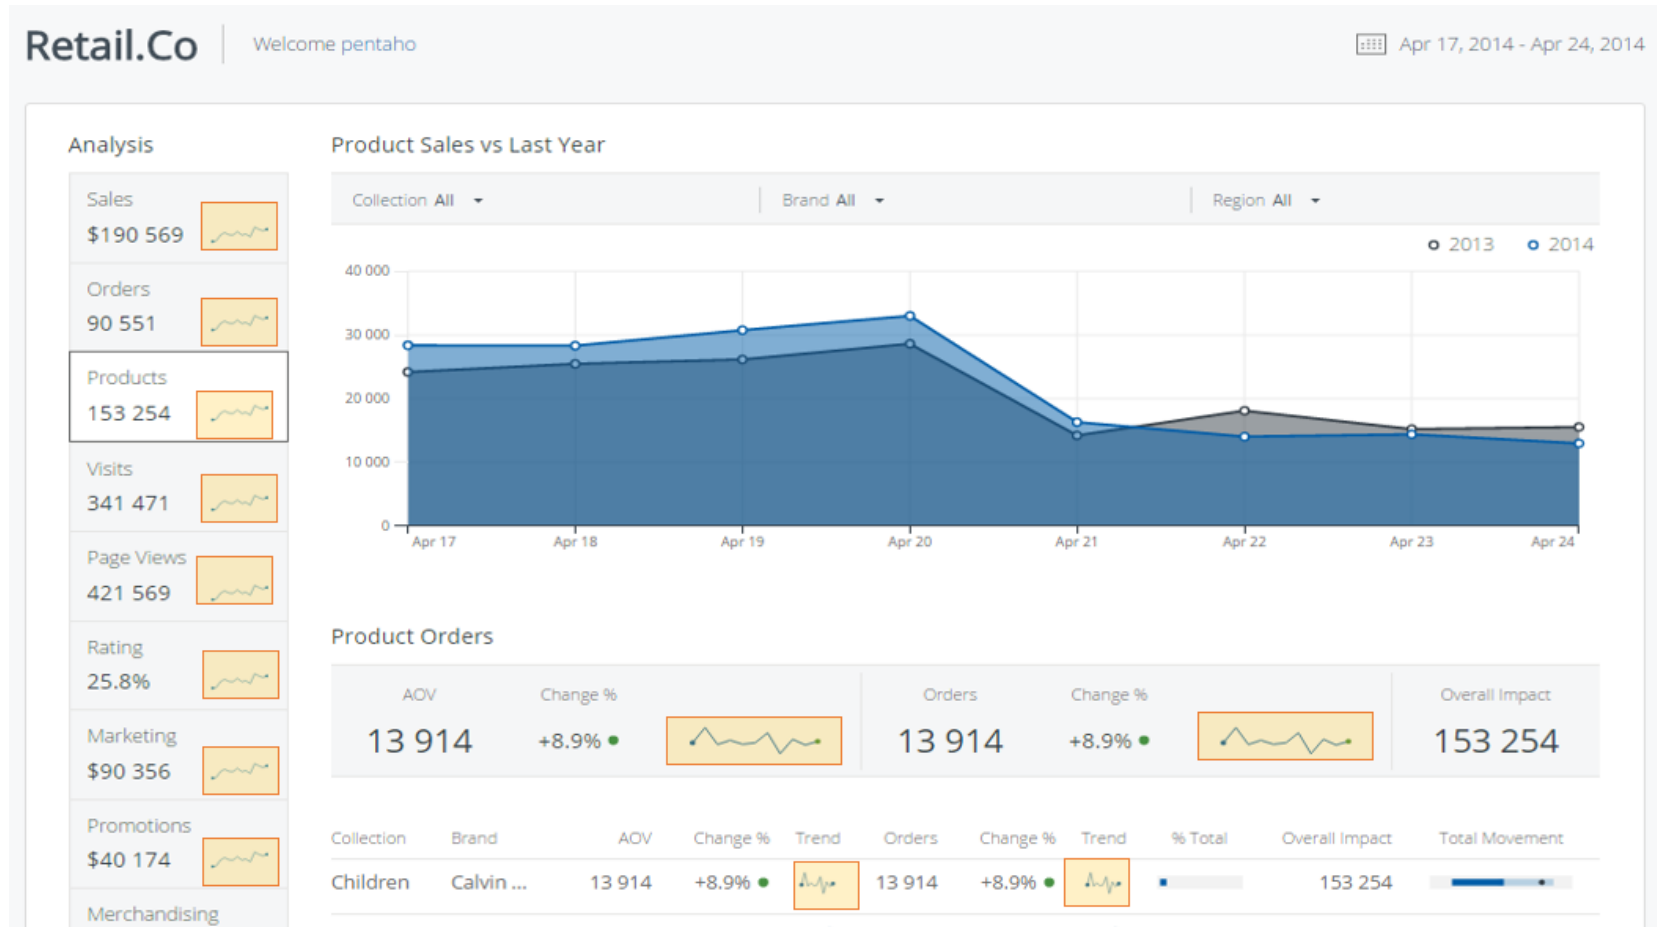 Retail.Co
Welcome pentaho
Apr 17, 2014 - Apr 24, 2014
Analysis
Sales
$190 569
Orders
90 551
Products
153 254
Visits
341 471
Page Views
421 569
Rating
25.8%
Marketing
$90 356
Promotions
$40 174
Merchandising
Product Sales vs Last Year
Collection All
Brand All
Region All
2013
2014
40 000
30 000
20 000
10 000
0
Apr 17 Apr 18 Apr 19 Apr 20 Apr 21 Apr 22 Apr 23 Apr 24
Product Orders
AOV Change % Orders Change % Overall Impact
13 914 +8.9% 13 914 +8.9% 153 254
Collection Brand AOV Change % Trend Orders Change % Trend % Total Overall Impact Total Movement
Children Calvin ... 13 914 +8.9% 13 914 +8.9% 153 254